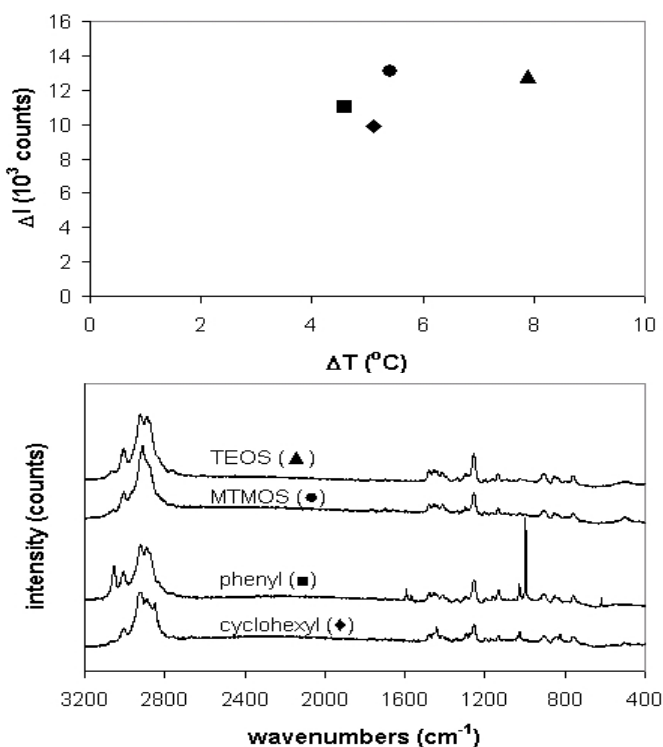 16
14
12
10
8
6
4
2
0
ΔI (10³ counts)
0 2 4 6 8 10
ΔT (°C)
TEOS (▲)
MTMOS (●)
phenyl (■)
cyclohexyl (◆)
intensity (counts)
3200 2800 2400 2000 1600 1200 800 400
wavenumbers (cm⁻¹)